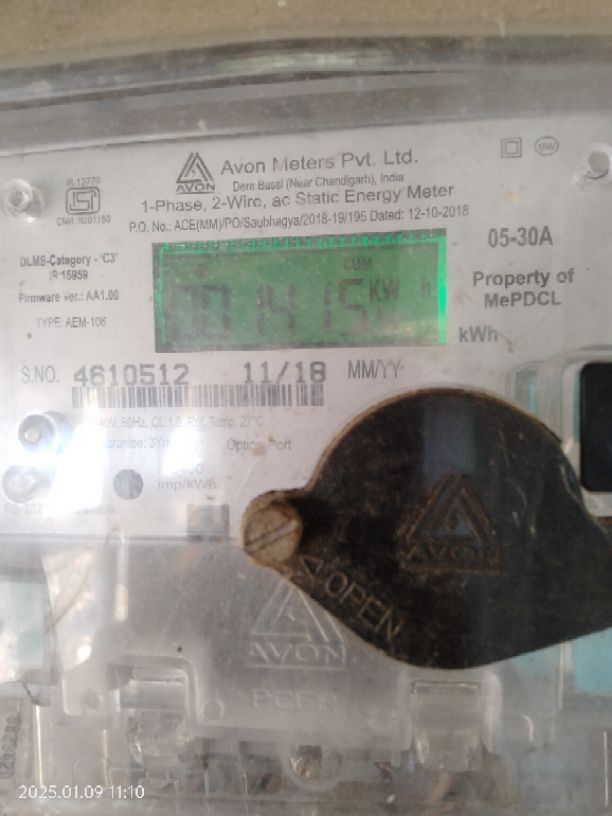 AVON
Avon Meters Pvt. Ltd.
Dera Bassi (Near Chandigarh), India
1-Phase, 2-Wire, ac Static Energy Meter
P.O. No.: ACE(MM)/PO/Saubhagya/2018-19/195 Dated: 12-10-2018
IS 13779
DLMS-Category - 'C3'
IS 15959
Firmware Ver.: AA1.00
TYPE: AEM-106
CUM
001415 KW h
05-30A
Property of
MePDCL
kWh
S.NO. 4610512 11/18 MM/YY
240V, 50Hz, CL.1.0, Ref. Temp. 27°C
Guarantee: 3Yrs Optical Port
imp/kWh
AVON
OPEN
AVON
2025.01.09 11:10